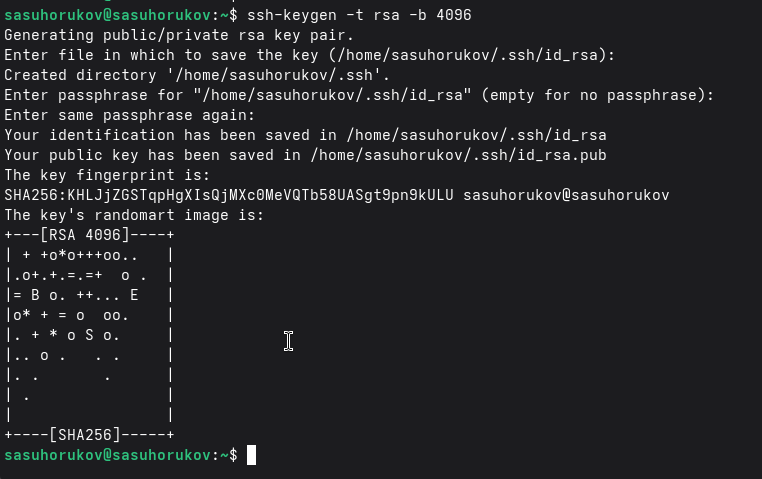 sasuhorukov@sasuhorukov:~$ ssh-keygen -t rsa -b 4096
Generating public/private rsa key pair.
Enter file in which to save the key (/home/sasuhorukov/.ssh/id_rsa):
Created directory '/home/sasuhorukov/.ssh'.
Enter passphrase for "/home/sasuhorukov/.ssh/id_rsa" (empty for no passphrase):
Enter same passphrase again:
Your identification has been saved in /home/sasuhorukov/.ssh/id_rsa
Your public key has been saved in /home/sasuhorukov/.ssh/id_rsa.pub
The key fingerprint is:
SHA256:KHLJjZGSTqpHgXIsQjMXc0MeVQTb58UASgt9pn9kULU sasuhorukov@sasuhorukov
The key's randomart image is:
+---[RSA 4096]----+
| + +o*o+++oo..   |
|.o+.+.=.=+  o .  |
|= B o. ++... E   |
|o* + = o  oo.    |
|. + * o S o.     |
|.. o .   . .     |
|. .       .      |
| .               |
|                 |
+----[SHA256]-----+
sasuhorukov@sasuhorukov:~$